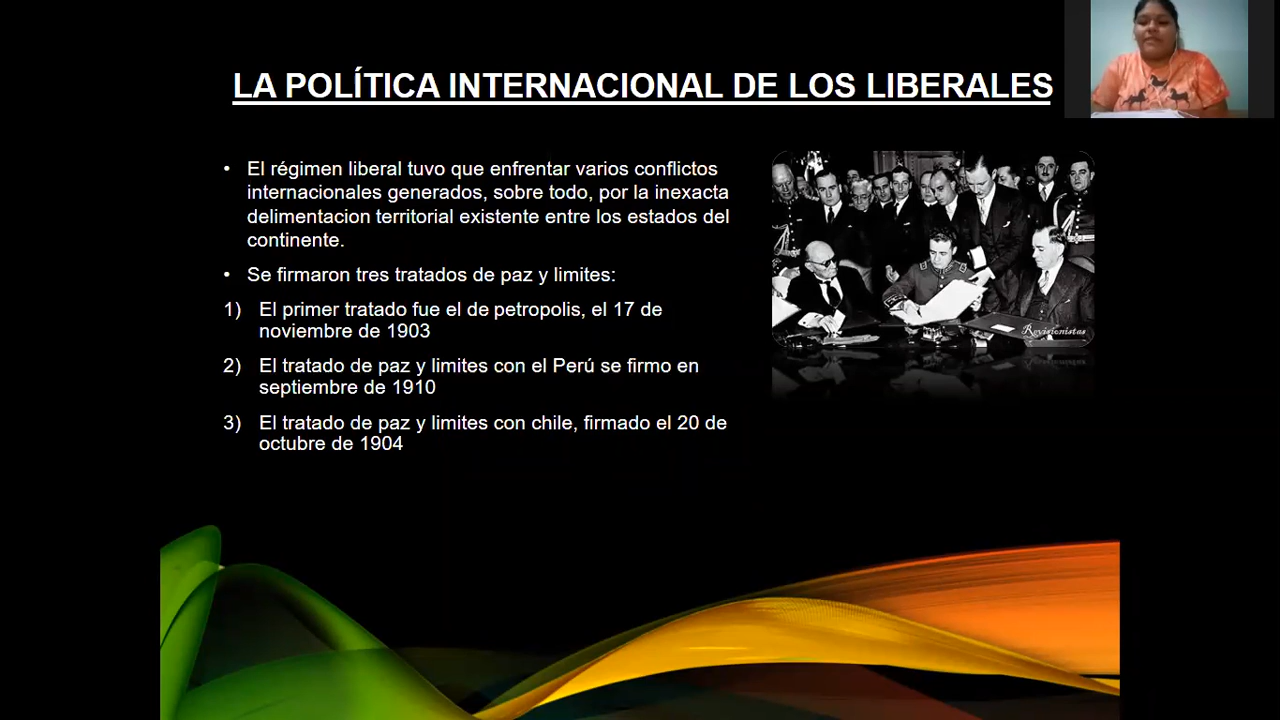 LA POLÍTICA INTERNACIONAL DE LOS LIBERALES
• El régimen liberal tuvo que enfrentar varios conflictos
internacionales generados, sobre todo, por la inexacta
delimitacion territorial existente entre los estados del
continente.
• Se firmaron tres tratados de paz y limites:
1) El primer tratado fue el de petropolis, el 17 de
noviembre de 1903
2) El tratado de paz y limites con el Perú se firmo en
septiembre de 1910
3) El tratado de paz y limites con chile, firmado el 20 de
octubre de 1904
Revisionistas